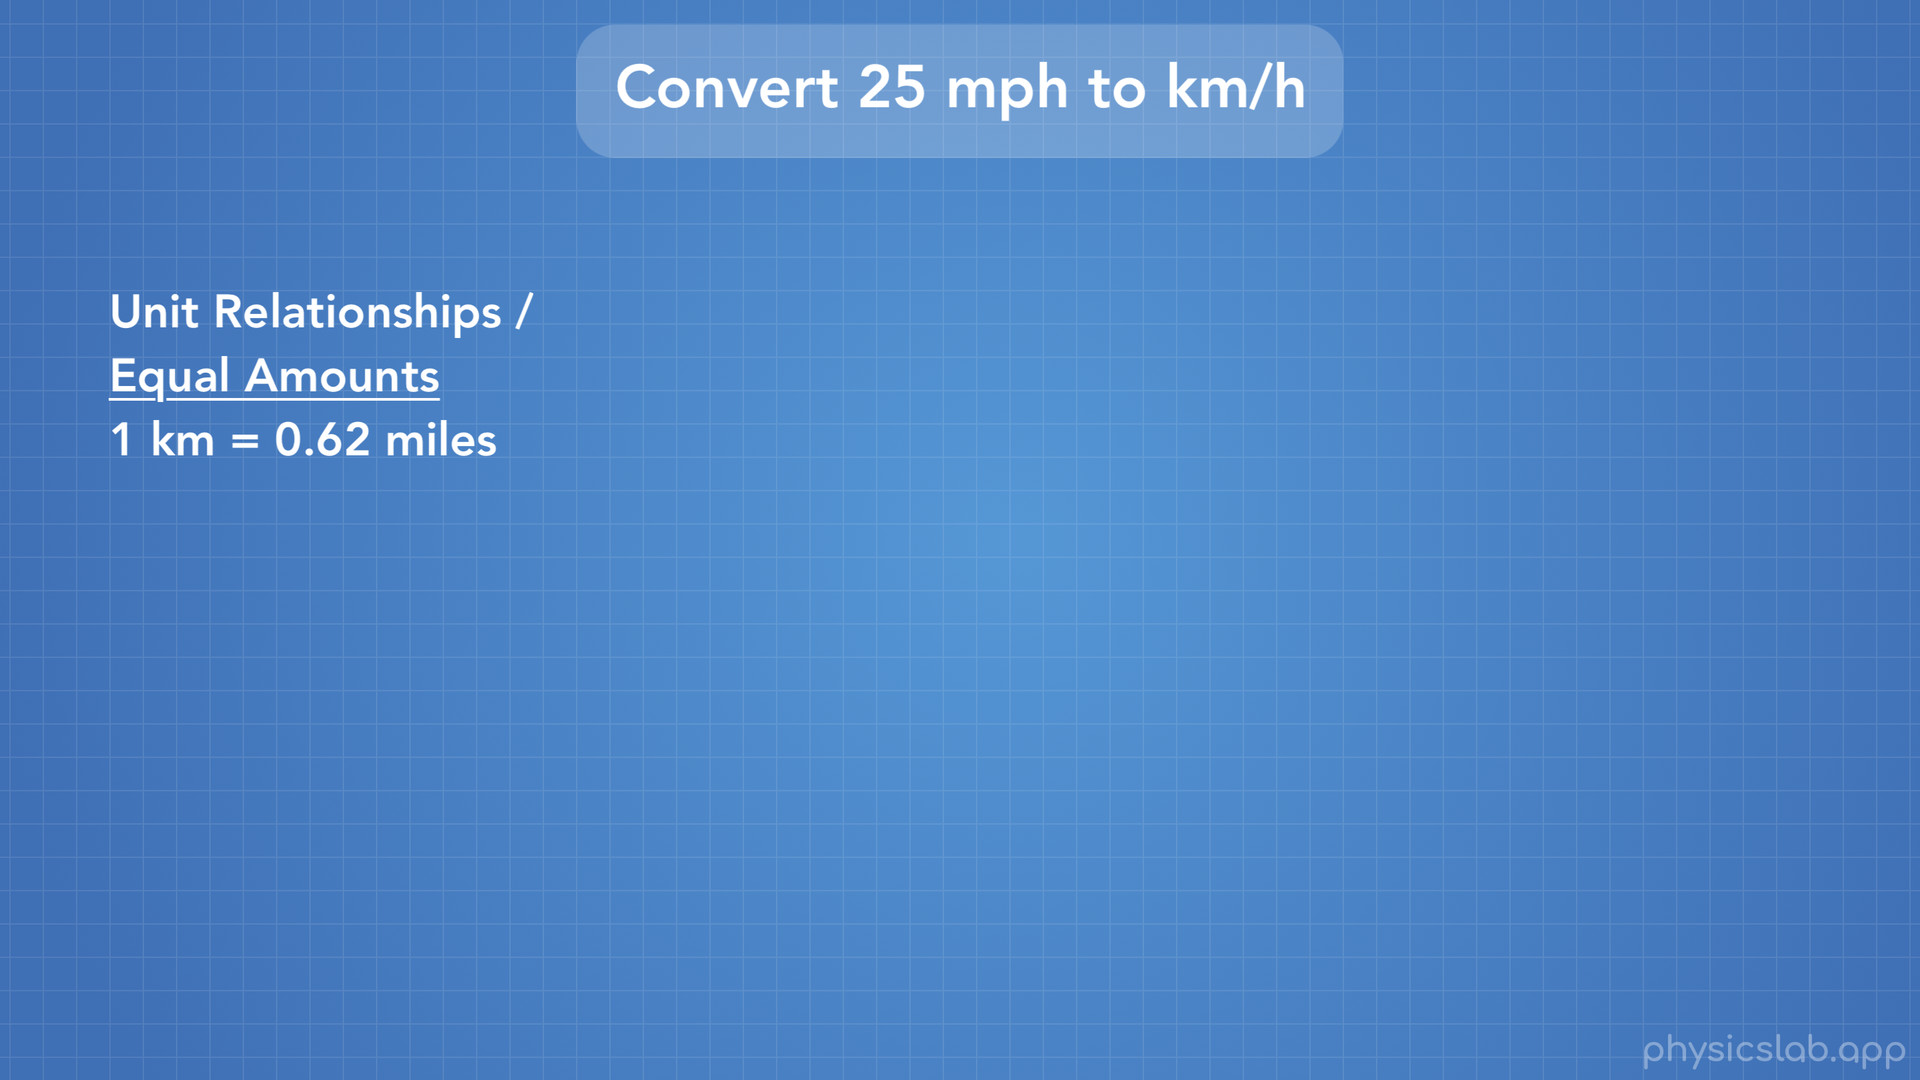 Convert 25 mph to km/h
Unit Relationships /
Equal Amounts
1 km = 0.62 miles
physicslab.app